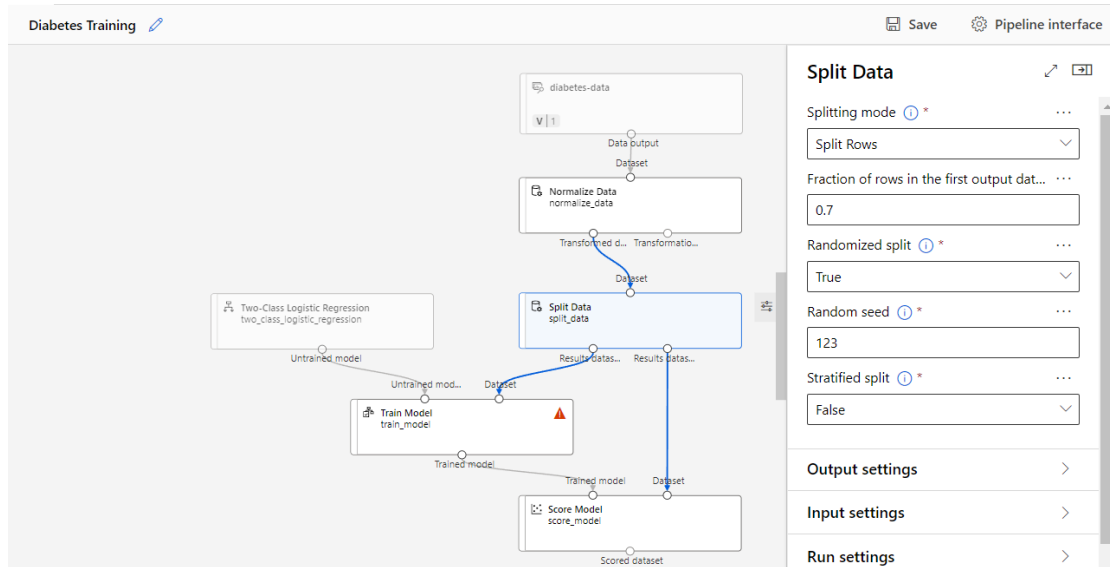 Diabetes Training
Save
Pipeline interface
diabetes-data
V 1
Data output
Dataset
Normalize Data
normalize_data
Transformed d...
Transformatio...
Dataset
Two-Class Logistic Regression
two_class_logistic_regression
Untrained model
Split Data
split_data
Results datas...
Results datas...
Untrained mod...
Dataset
Train Model
train_model
Trained model
Trained model
Dataset
Score Model
score_model
Scored dataset
Split Data
Splitting mode *
Split Rows
Fraction of rows in the first output dat...
0.7
Randomized split *
True
Random seed *
123
Stratified split *
False
Output settings
Input settings
Run settings